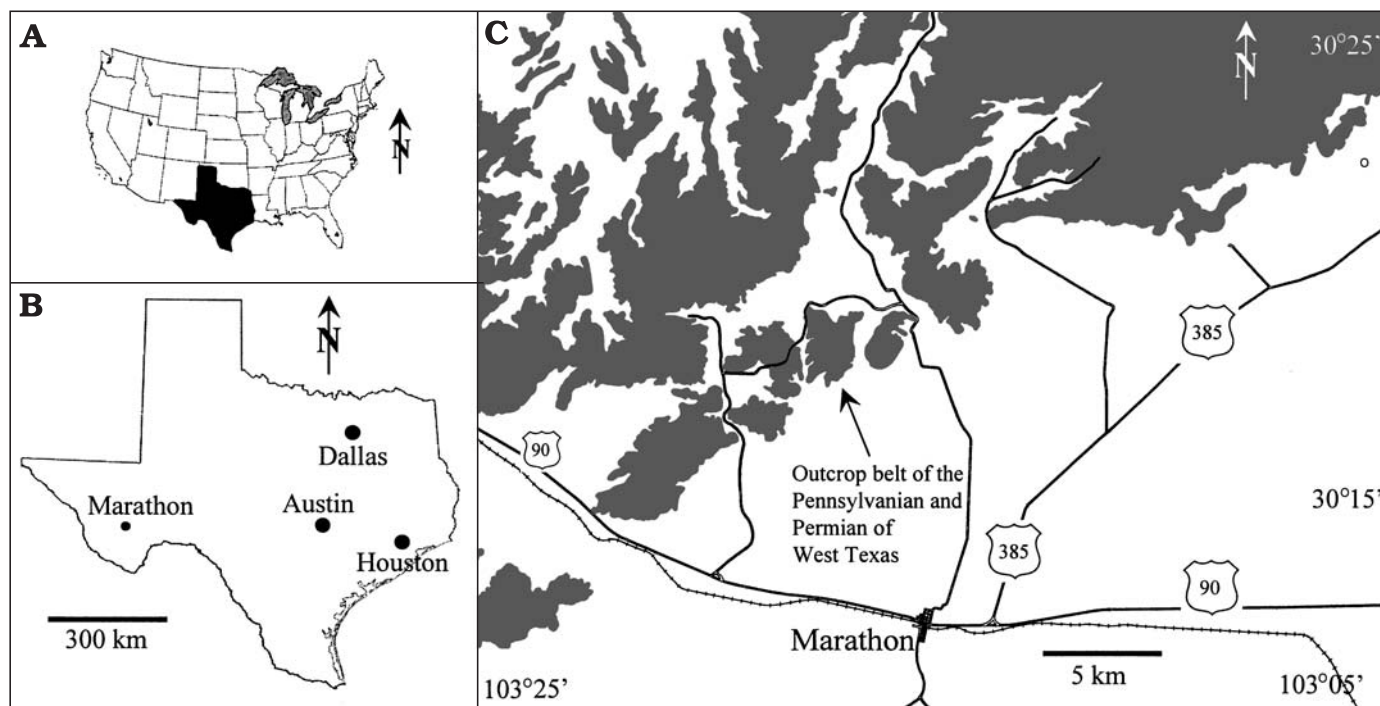 A
N
B
N
Dallas
Marathon
Austin
Houston
300 km
C
N
30°25'
385
90
Outcrop belt of the
Pennsylvanian and
Permian of
West Texas
30°15'
385
90
Marathon
5 km
103°25'
103°05'